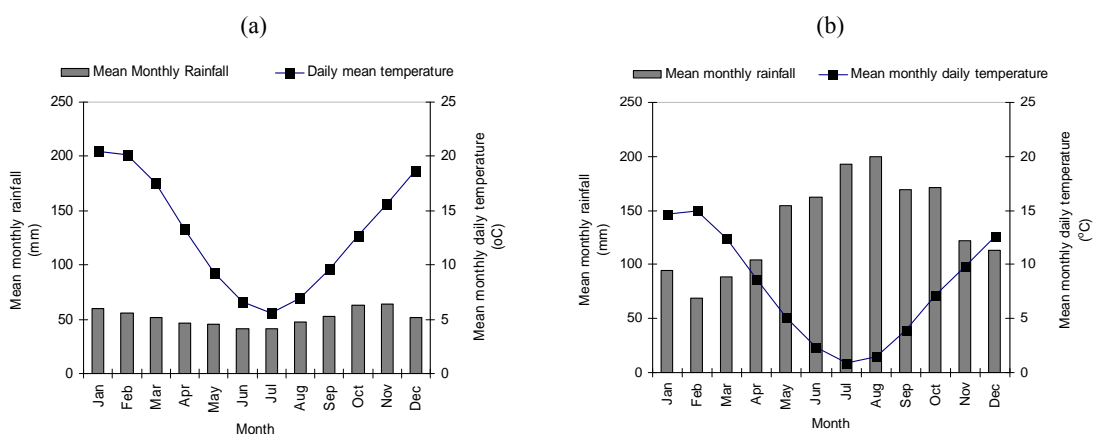 (a)
Mean Monthly Rainfall
Daily mean temperature
250
200
150
100
50
0
25
20
15
10
5
0
Mean monthly rainfall
(mm)
Mean monthly daily temperature
(oC)
Jan
Feb
Mar
Apr
May
Jun
Jul
Aug
Sep
Oct
Nov
Dec
Month
(b)
Mean monthly rainfall
Mean monthly daily temperature
250
200
150
100
50
0
25
20
15
10
5
0
Mean monthly rainfall
(mm)
Mean monthly daily temperature
(ºC)
Jan
Feb
Mar
Apr
May
Jun
Jul
Aug
Sep
Oct
Nov
Dec
Month